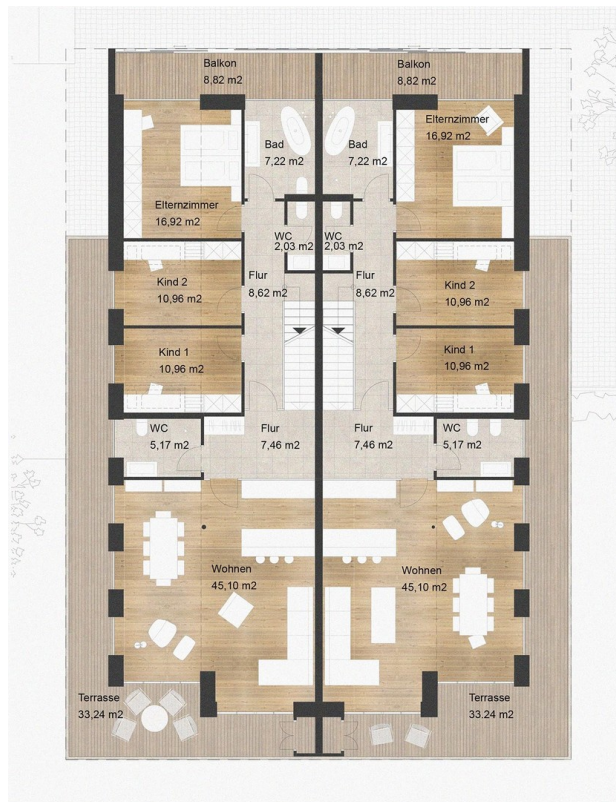 Balkon
8,82 m2
Balkon
8,82 m2
Elternzimmer
16,92 m2
Bad
7,22 m2
Bad
7,22 m2
Elternzimmer
16,92 m2
WC
2,03 m2
WC
2,03 m2
Kind 2
10,96 m2
Flur
8,62 m2
Flur
8,62 m2
Kind 2
10,96 m2
Kind 1
10,96 m2
Kind 1
10,96 m2
WC
5,17 m2
Flur
7,46 m2
Flur
7,46 m2
WC
5,17 m2
Wohnen
45,10 m2
Wohnen
45,10 m2
Terrasse
33,24 m2
Terrasse
33.24 m2